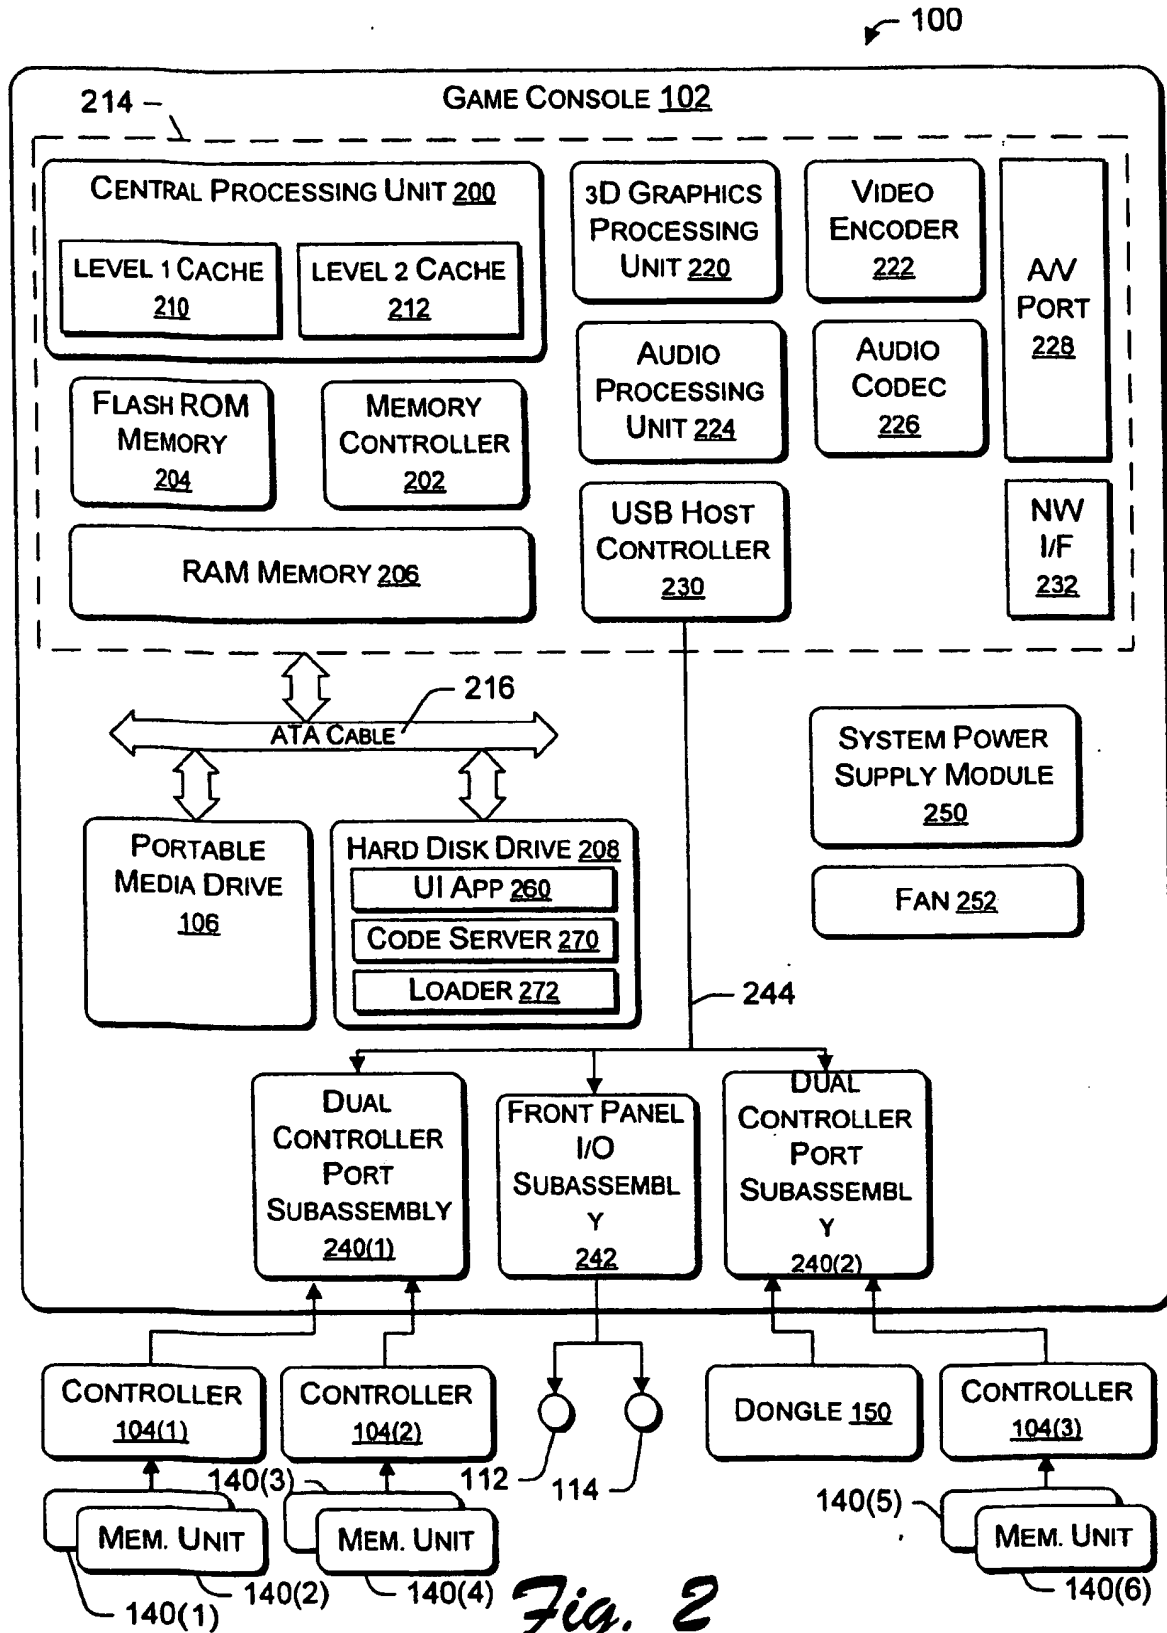 100
GAME CONSOLE 102
214
CENTRAL PROCESSING UNIT 200
LEVEL 1 CACHE
210
LEVEL 2 CACHE
212
3D GRAPHICS
PROCESSING
UNIT 220
VIDEO
ENCODER
222
A/V
PORT
228
FLASH ROM
MEMORY
204
MEMORY
CONTROLLER
202
AUDIO
PROCESSING
UNIT 224
AUDIO
CODEC
226
RAM MEMORY 206
USB HOST
CONTROLLER
230
NW
I/F
232
216
ATA CABLE
SYSTEM POWER
SUPPLY MODULE
250
PORTABLE
MEDIA DRIVE
106
HARD DISK DRIVE 208
UI APP 260
CODE SERVER 270
LOADER 272
FAN 252
244
DUAL
CONTROLLER
PORT
SUBASSEMBLY
240(1)
FRONT PANEL
I/O
SUBASSEMBL
Y
242
DUAL
CONTROLLER
PORT
SUBASSEMBL
Y
240(2)
CONTROLLER
104(1)
CONTROLLER
104(2)
112
114
DONGLE 150
CONTROLLER
104(3)
140(3)
140(5)
MEM. UNIT
MEM. UNIT
MEM. UNIT
140(2)
140(1)
140(4)
140(6)
Fig. 2